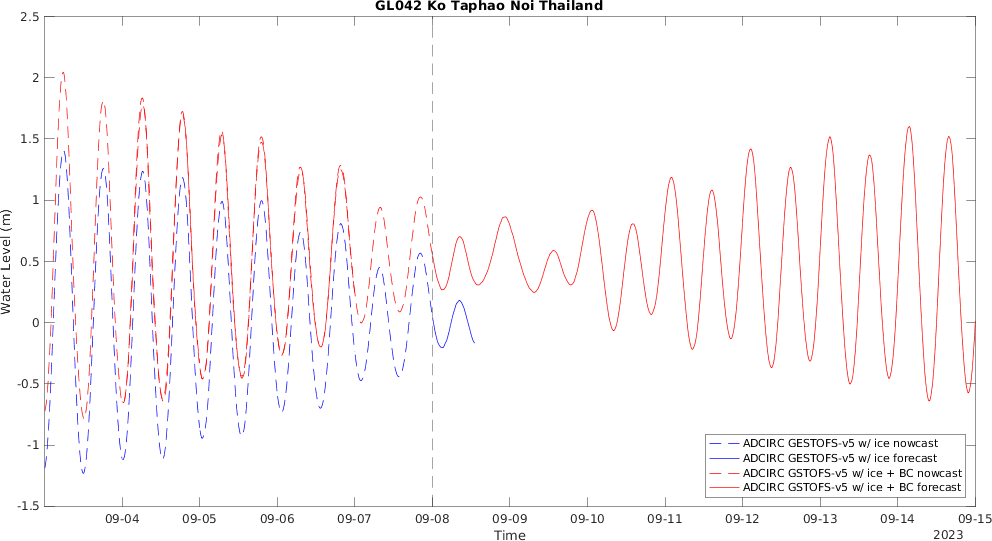 GL042 Ko Taphao Noi Thailand
2.5
2
1.5
1
0.5
0
-0.5
-1
-1.5
Water Level (m)
09-04 09-05 09-06 09-07 09-08 09-09 09-10 09-11 09-12 09-13 09-14 09-15
Time
2023
ADCIRC GESTOFS-v5 w/ ice nowcast
ADCIRC GESTOFS-v5 w/ ice forecast
ADCIRC GSTOFS-v5 w/ ice + BC nowcast
ADCIRC GSTOFS-v5 w/ ice + BC forecast